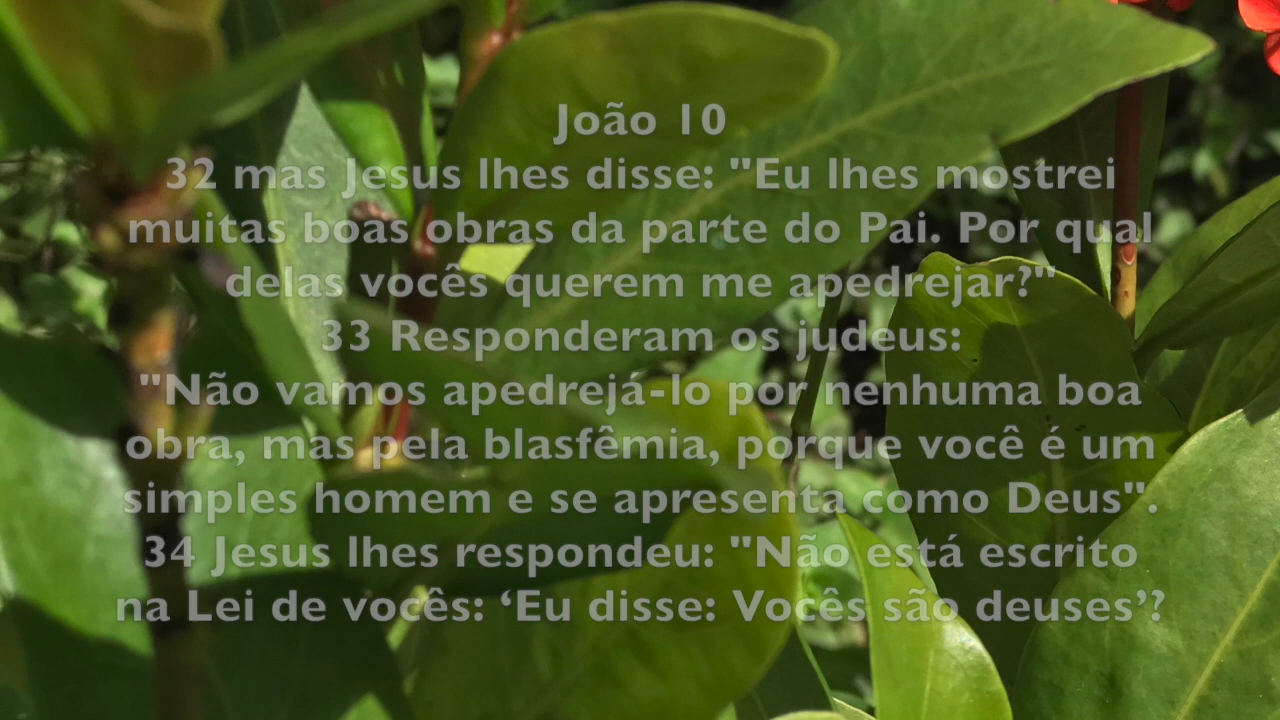 João 10
32 mas Jesus lhes disse: "Eu lhes mostrei
muitas boas obras da parte do Pai. Por qual
delas vocês querem me apedrejar?"
33 Responderam os judeus:
"Não vamos apedrejá-lo por nenhuma boa
obra, mas pela blasfêmia, porque você é um
simples homem e se apresenta como Deus".
34 Jesus lhes respondeu: "Não está escrito
na Lei de vocês: ‘Eu disse: Vocês são deuses’?